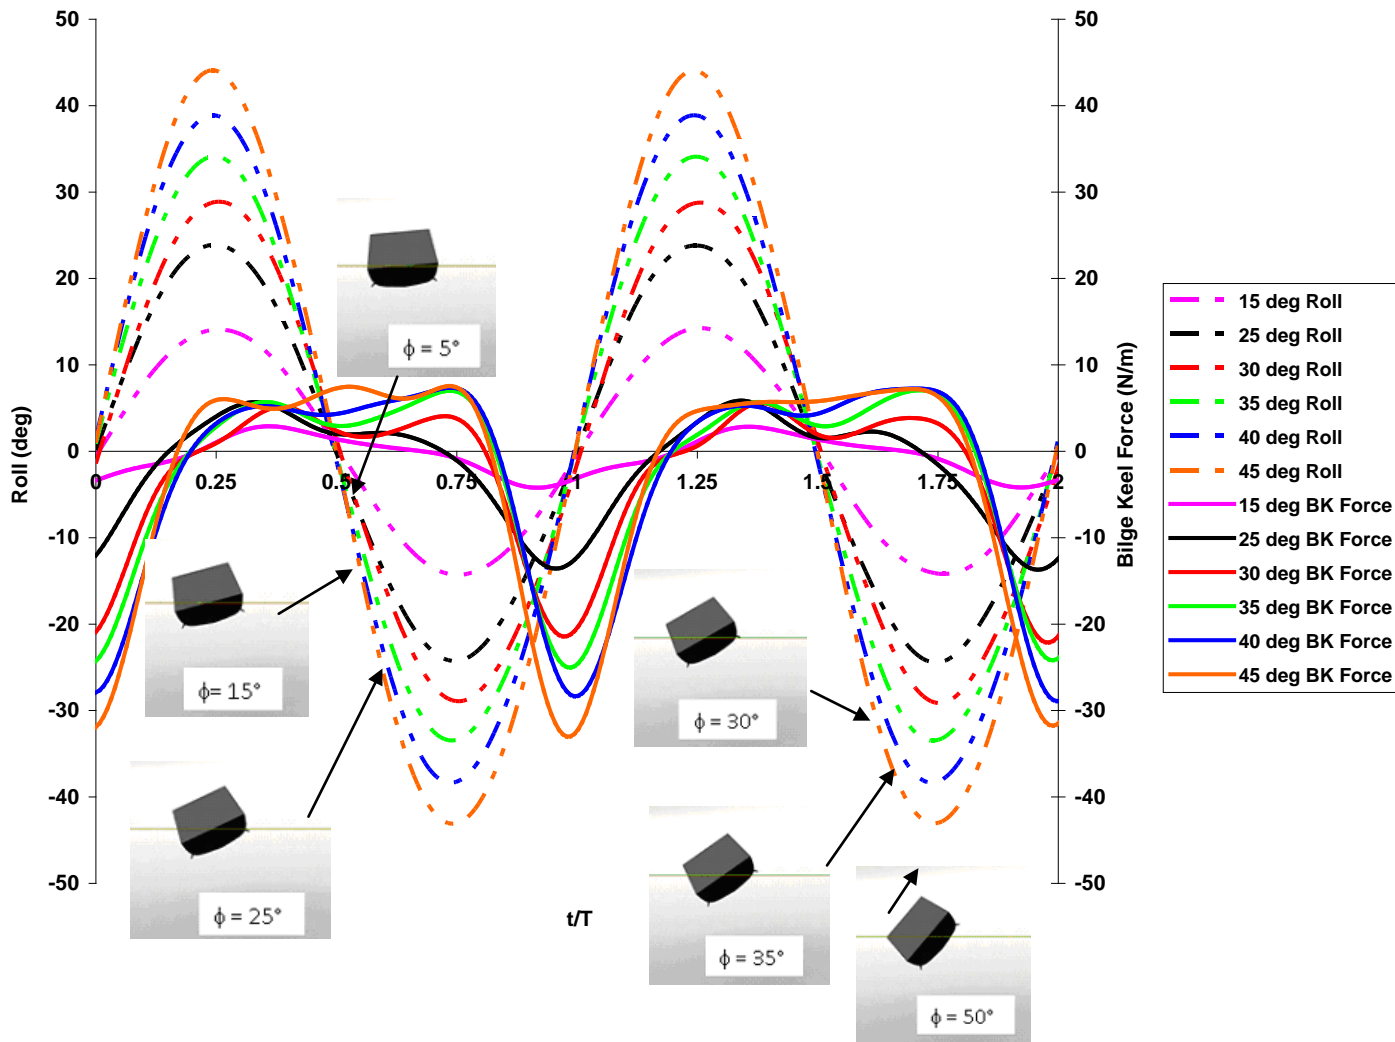 50
40
30
20
10
0
-10
-20
-30
-40
-50
Roll (deg)
0
0.25
0.5
0.75
1
1.25
1.5
1.75
2
t/T
50
40
30
20
10
0
-10
-20
-30
-40
-50
Bilge Keel Force (N/m)
ϕ = 5°
ϕ= 15°
ϕ = 25°
ϕ = 30°
ϕ = 35°
ϕ = 50°
15 deg Roll
25 deg Roll
30 deg Roll
35 deg Roll
40 deg Roll
45 deg Roll
15 deg BK Force
25 deg BK Force
30 deg BK Force
35 deg BK Force
40 deg BK Force
45 deg BK Force